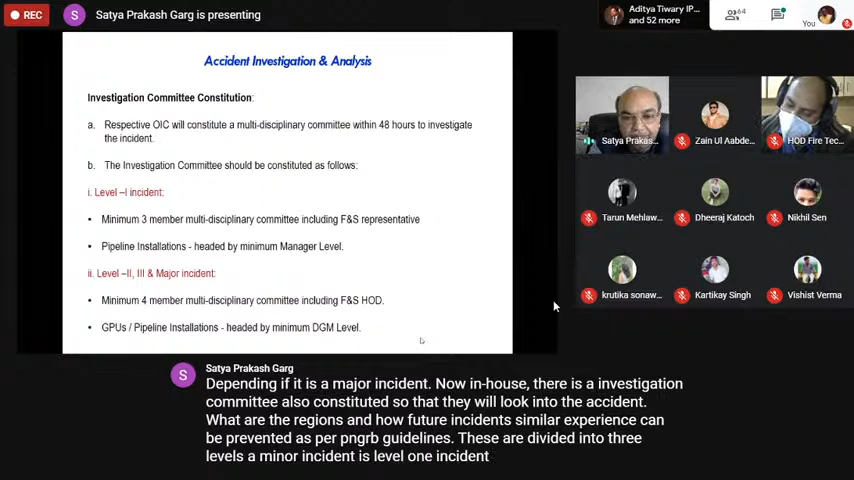 REC
S
Satya Prakash Garg is presenting
Aditya Tiwary IP...
and 52 more
64
You
Accident Investigation & Analysis
Investigation Committee Constitution:
a. Respective OIC will constitute a multi-disciplinary committee within 48 hours to investigate
the incident.
b. The Investigation Committee should be constituted as follows:
i. Level –I incident:
• Minimum 3 member multi-disciplinary committee including F&S representative
• Pipeline Installations - headed by minimum Manager Level.
ii. Level –II, III & Major incident:
• Minimum 4 member multi-disciplinary committee including F&S HOD.
• GPUs / Pipeline Installations - headed by minimum DGM Level.
Satya Prakas...
Zain Ul Aabde...
HOD Fire Tec...
Tarun Mehlaw...
Dheeraj Katoch
Nikhil Sen
krutika sonaw...
Kartikay Singh
Vishist Verma
S
Satya Prakash Garg
Depending if it is a major incident. Now in-house, there is a investigation
committee also constituted so that they will look into the accident.
What are the regions and how future incidents similar experience can
be prevented as per pngrb guidelines. These are divided into three
levels a minor incident is level one incident